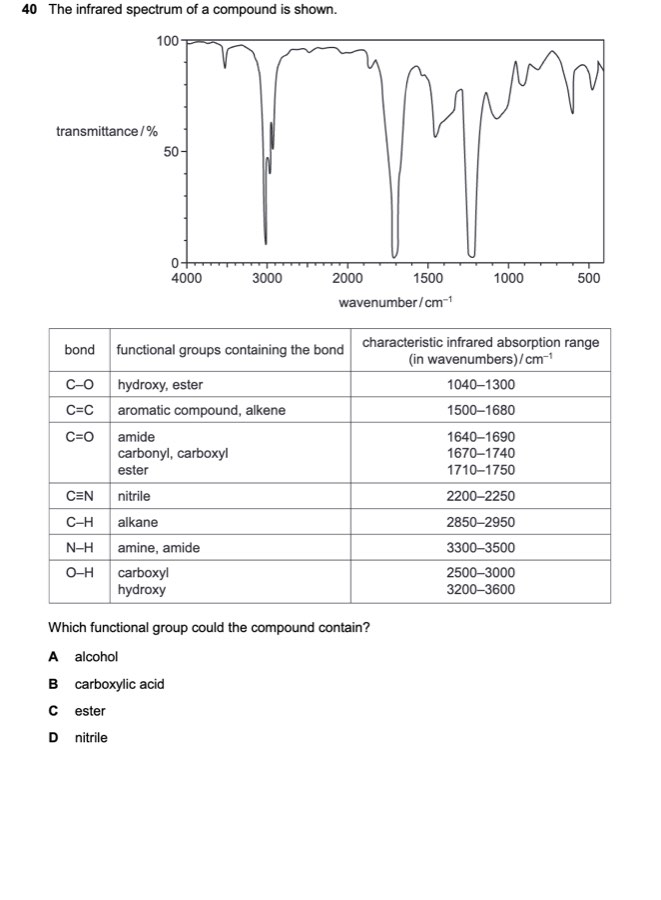 40 The infrared spectrum of a compound is shown.
100
transmittance / %
50
0
4000 3000 2000 1500 1000 500
wavenumber / cm⁻¹
bond functional groups containing the bond characteristic infrared absorption range
(in wavenumbers) / cm⁻¹
C–O hydroxy, ester 1040–1300
C=C aromatic compound, alkene 1500–1680
C=O amide 1640–1690
carbonyl, carboxyl 1670–1740
ester 1710–1750
C≡N nitrile 2200–2250
C–H alkane 2850–2950
N–H amine, amide 3300–3500
O–H carboxyl 2500–3000
hydroxy 3200–3600
Which functional group could the compound contain?
A alcohol
B carboxylic acid
C ester
D nitrile